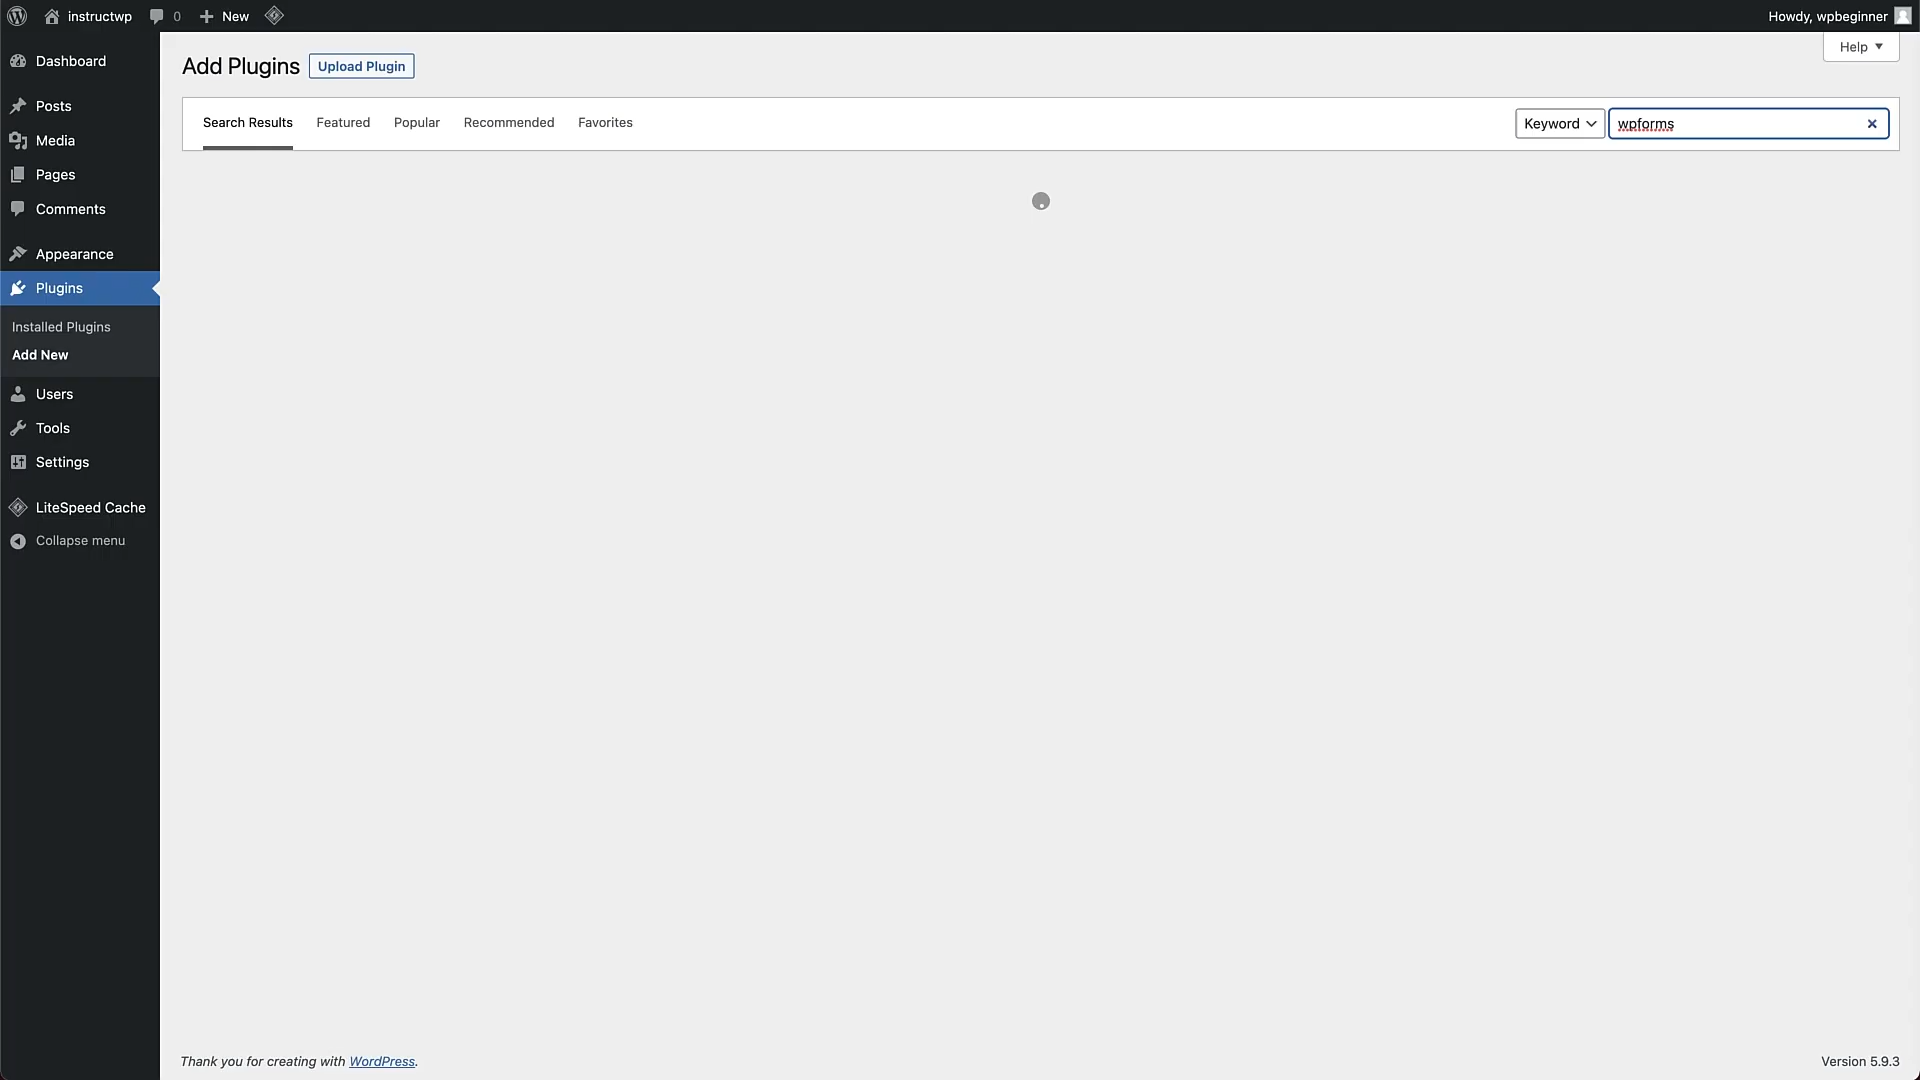 instructwp 0 New Howdy, wpbeginner
Help
Dashboard
Posts
Media
Pages
Comments
Appearance
Plugins
Installed Plugins
Add New
Users
Tools
Settings
LiteSpeed Cache
Collapse menu
Add Plugins Upload Plugin
Search Results Featured Popular Recommended Favorites Keyword wpforms
Thank you for creating with WordPress. Version 5.9.3